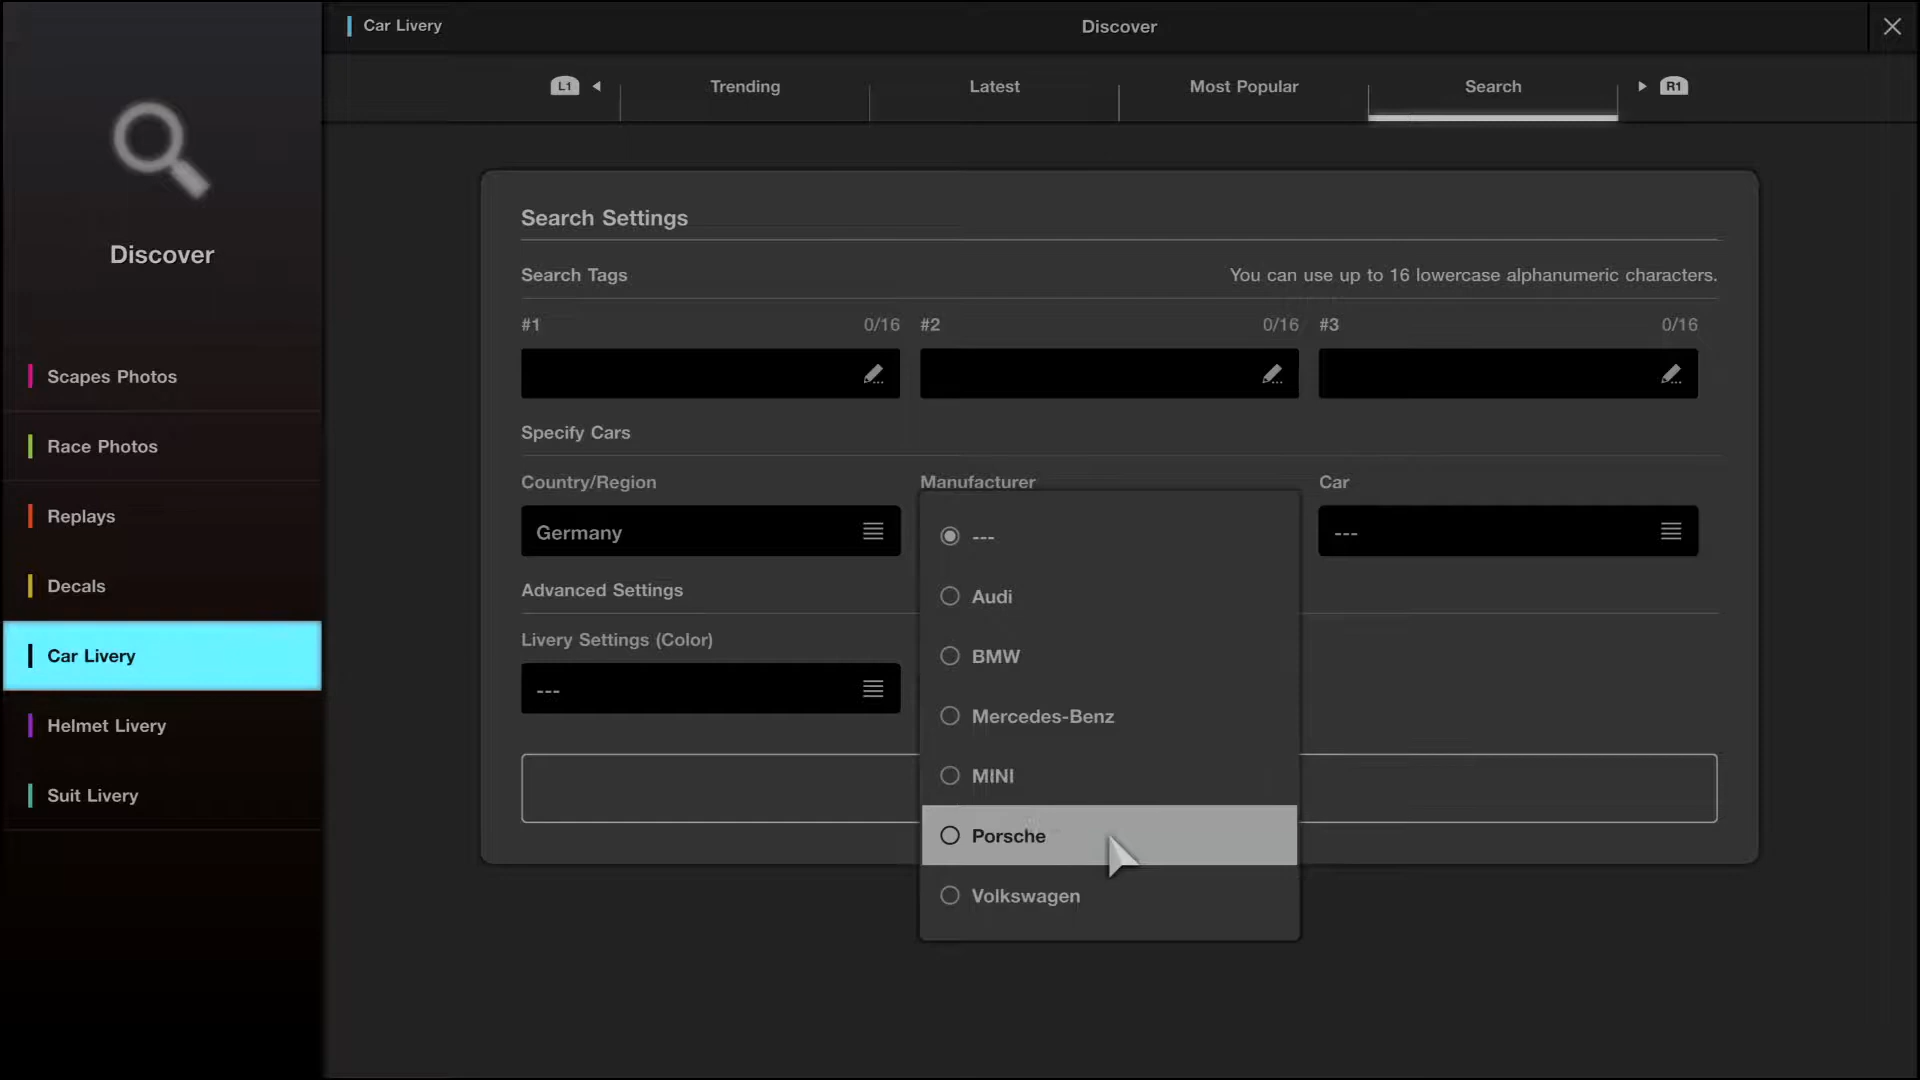 Car Livery
Discover
L1
Trending
Latest
Most Popular
Search
R1
Discover
Scapes Photos
Race Photos
Replays
Decals
Car Livery
Helmet Livery
Suit Livery
Search Settings
Search Tags
You can use up to 16 lowercase alphanumeric characters.
#1
0/16
#2
0/16
#3
0/16
Specify Cars
Country/Region
Manufacturer
Car
Germany
---
Advanced Settings
Livery Settings (Color)
---
---
Audi
BMW
Mercedes-Benz
MINI
Porsche
Volkswagen